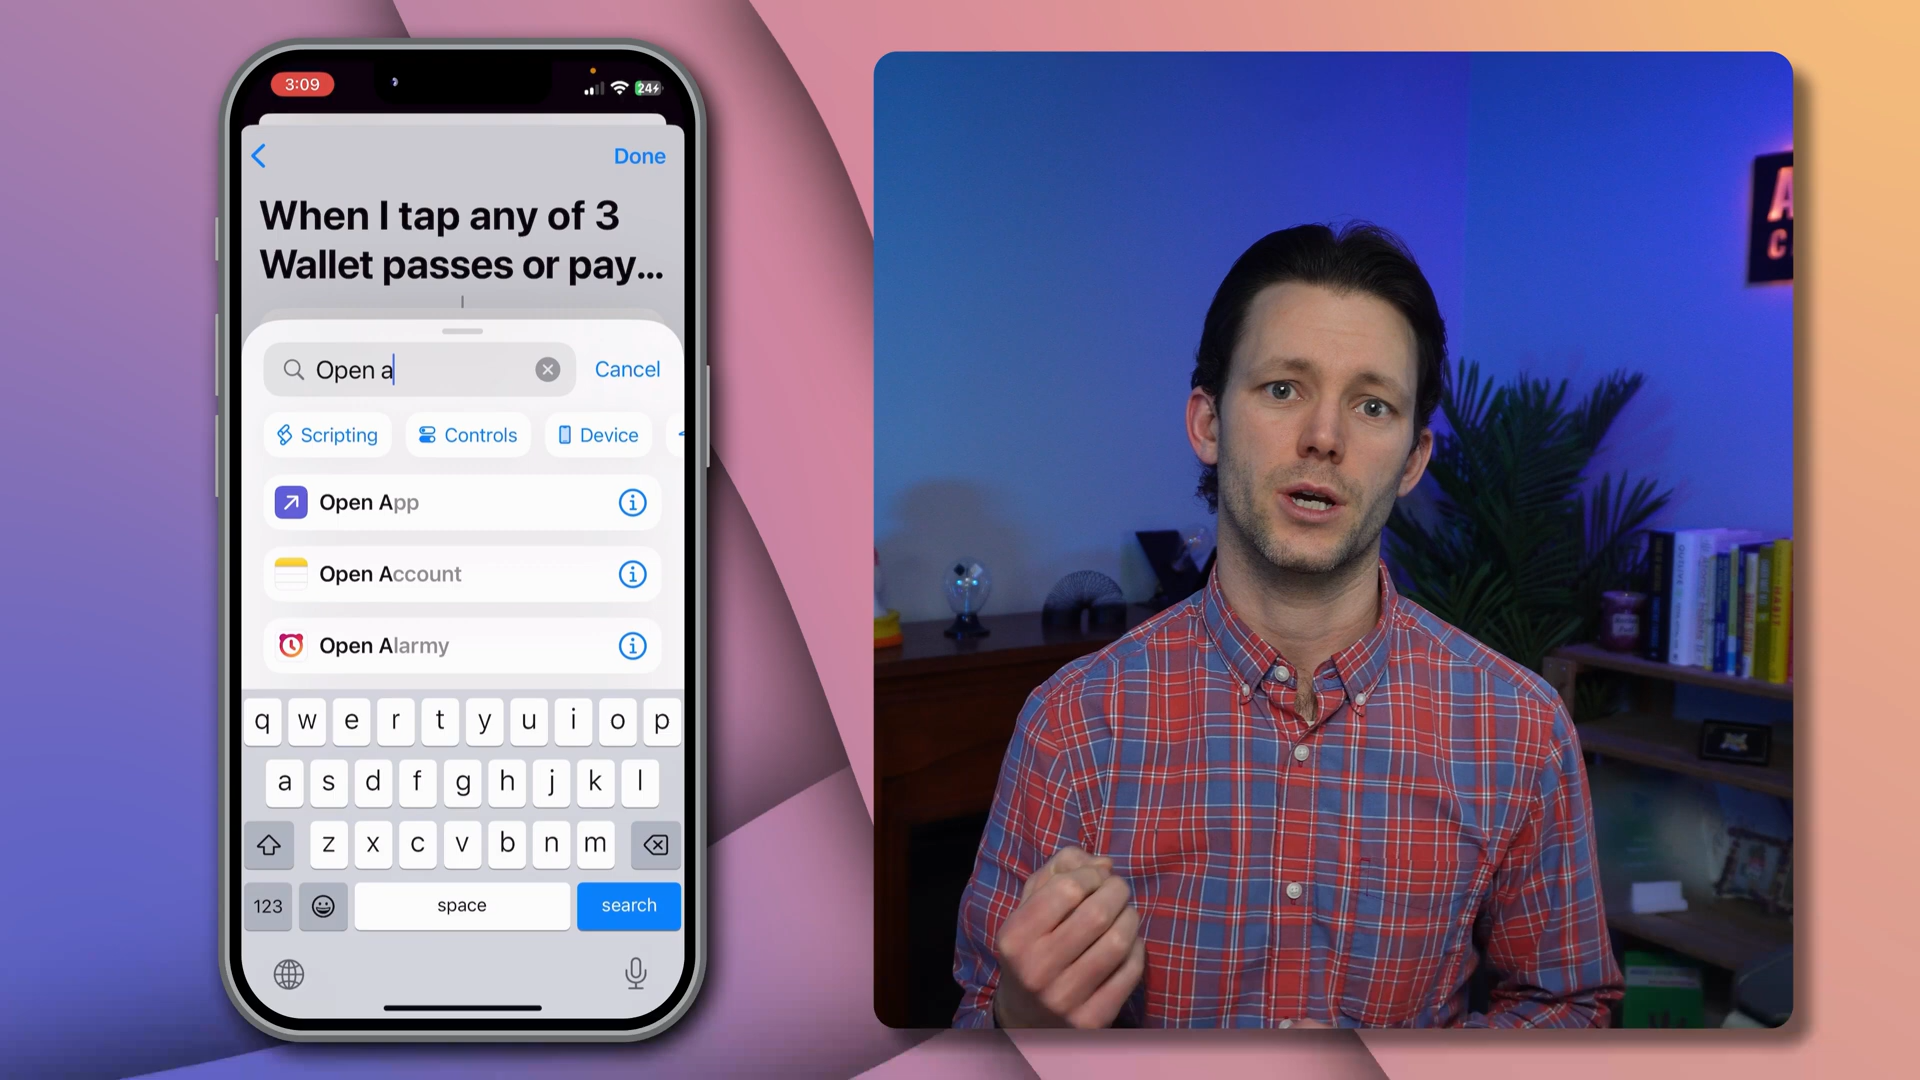 3:09
24
Done
When I tap any of 3
Wallet passes or pay...
Open a
Cancel
Scripting
Controls
Device
Open App
Open Account
Open Alarmy
q w e r t y u i o p
a s d f g h j k l
z x c v b n m
123
space
search
A
C